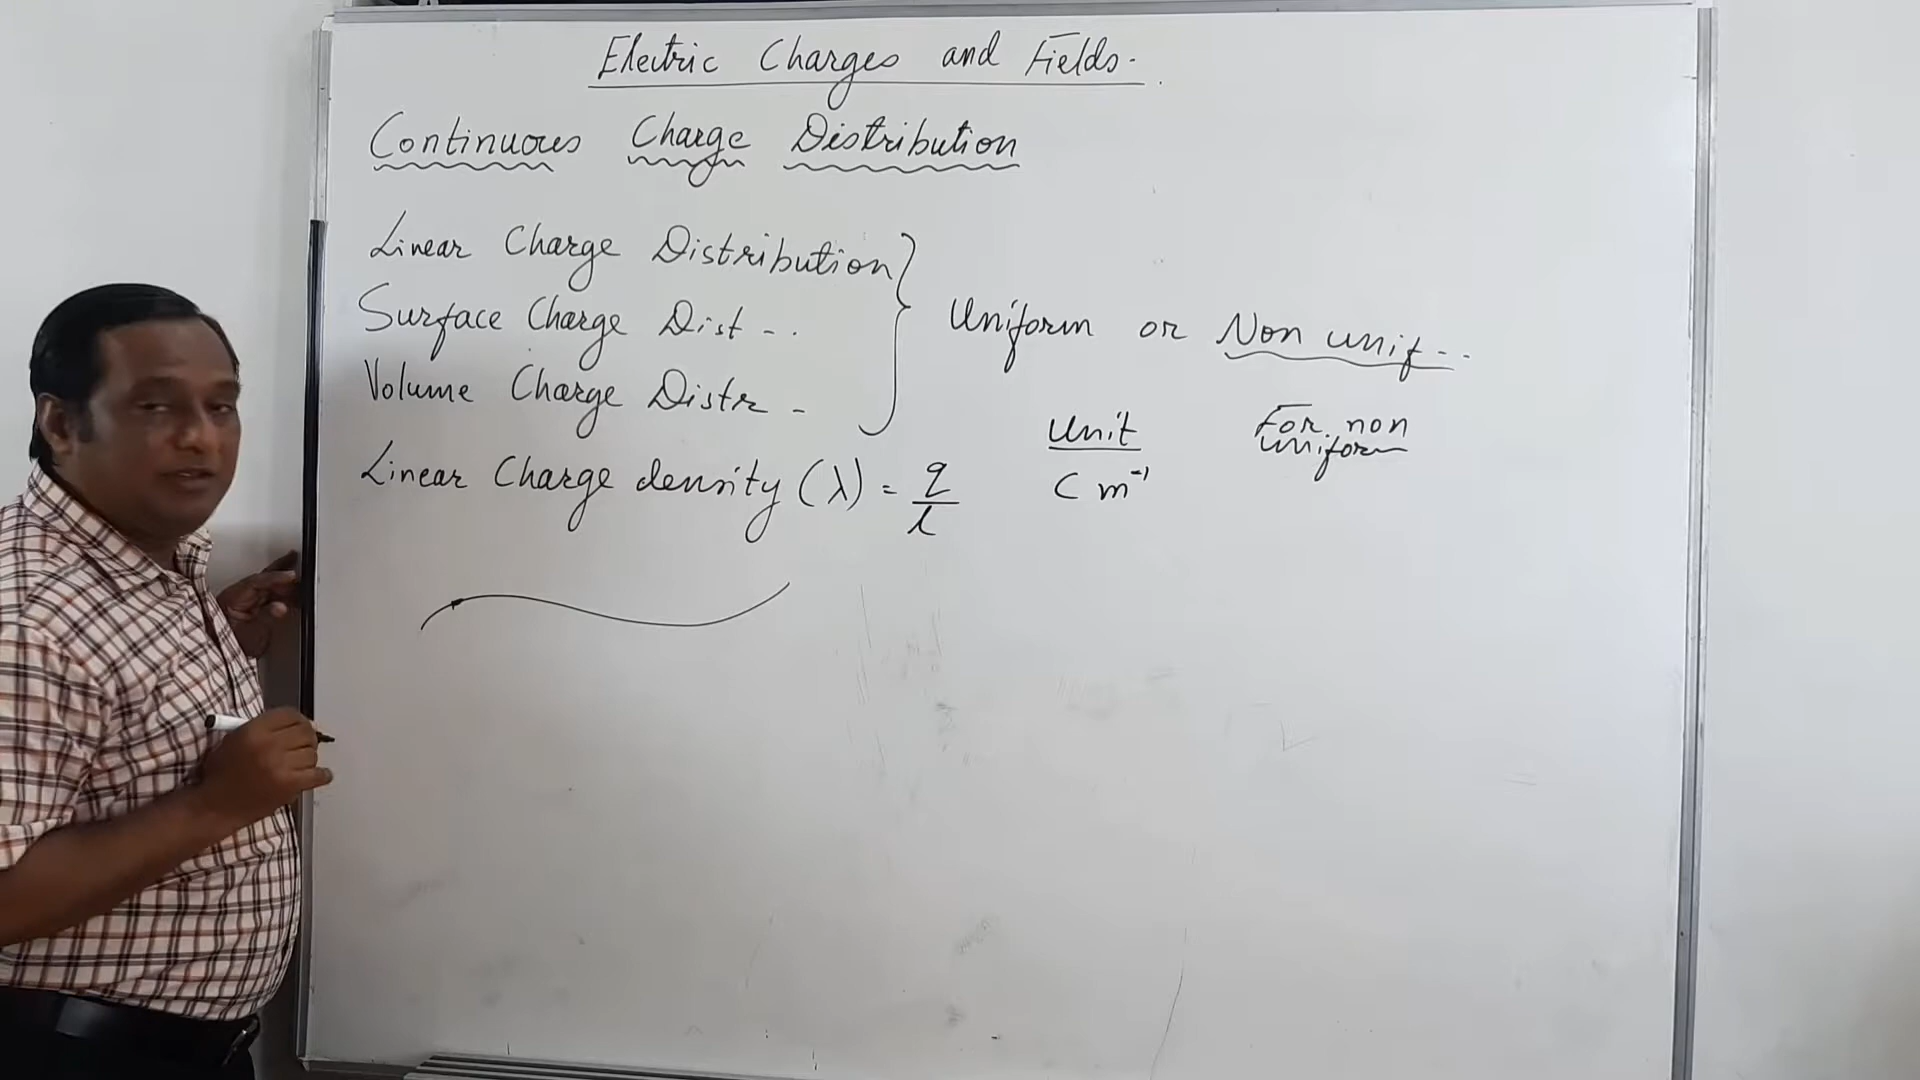 Electric Charges and Fields.
Continuous Charge Distribution
Linear Charge Distribution
Surface Charge Dist - ..
Volume Charge Distr -
Uniform or Non unif - ..
Linear Charge density (λ) = q/l
Unit
C m⁻¹
For non
uniform